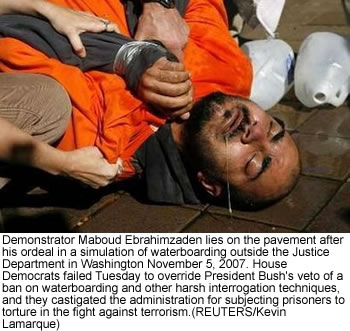 Demonstrator Maboud Ebrahimzaden lies on the pavement after
his ordeal in a simulation of waterboarding outside the Justice
Department in Washington November 5, 2007. House
Democrats failed Tuesday to override President Bush's veto of a
ban on waterboarding and other harsh interrogation techniques,
and they castigated the administration for subjecting prisoners to
torture in the fight against terrorism.(REUTERS/Kevin
Lamarque)